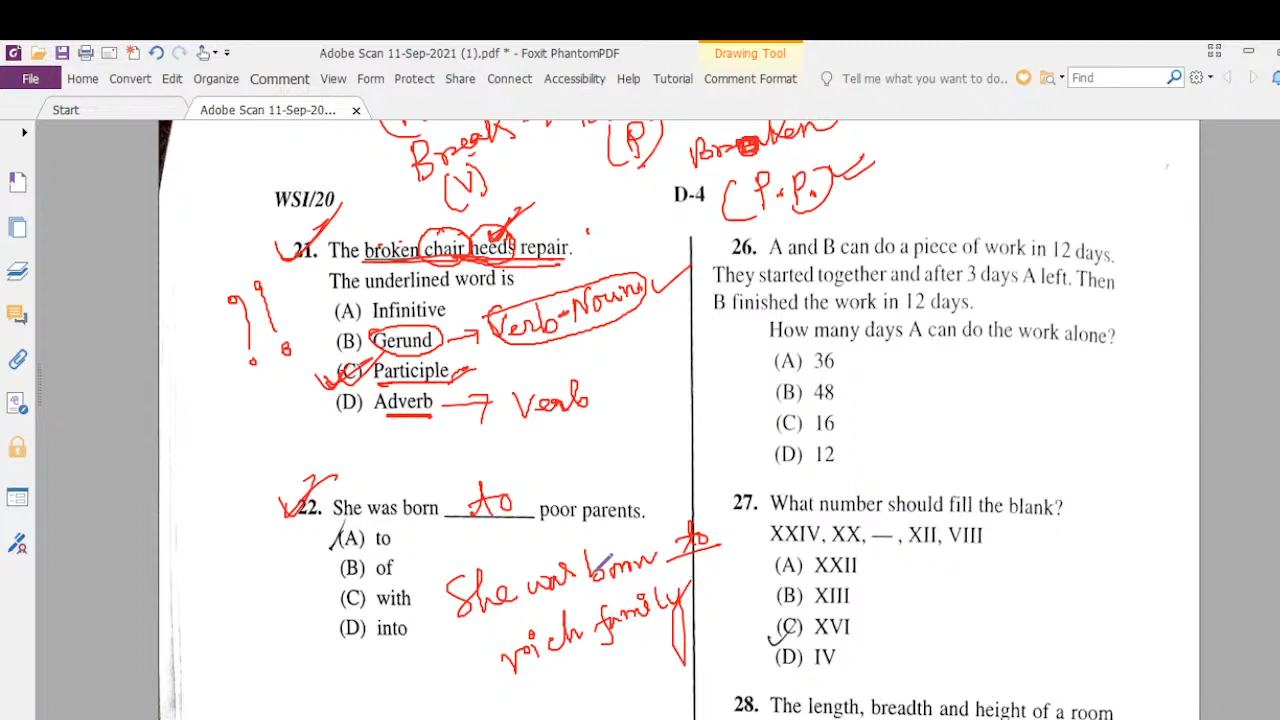 Adobe Scan 11-Sep-2021 (1).pdf * - Foxit PhantomPDF
Drawing Tool
File Home Convert Edit Organize Comment View Form Protect Share Connect Accessibility Help Tutorial Comment Format Tell me what you want to do.. Find
Start
Adobe Scan 11-Sep-20...
Break
(P)
Broken
(V)
(P.P.)
WSI/20
D-4
21. The broken chair needs repair.
The underlined word is
(A) Infinitive
(B) Gerund → Verb-Noun
(C) Participle
(D) Adverb → Verb
22. She was born to poor parents.
(A) to
(B) of
(C) with
(D) into
She was born to
rich family
26. A and B can do a piece of work in 12 days.
They started together and after 3 days A left. Then
B finished the work in 12 days.
How many days A can do the work alone?
(A) 36
(B) 48
(C) 16
(D) 12
27. What number should fill the blank?
XXIV, XX, — , XII, VIII
(A) XXII
(B) XIII
(C) XVI
(D) IV
28. The length, breadth and height of a room